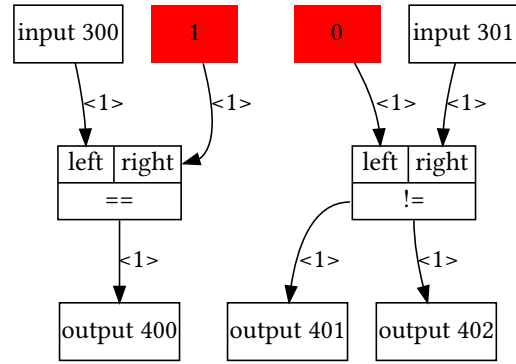 input 300
1
0
input 301
<1>
<1>
<1>
<1>
left
right
left
right
==
!=
<1>
<1>
<1>
output 400
output 401
output 402